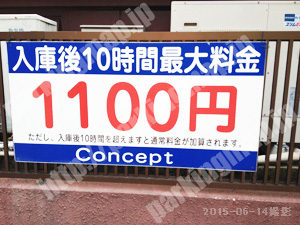 入庫後10時間最大料金
1100円
ただし、入庫後10時間を超えますと通常料金が加算されます。
Concept
2015-06-14撮影